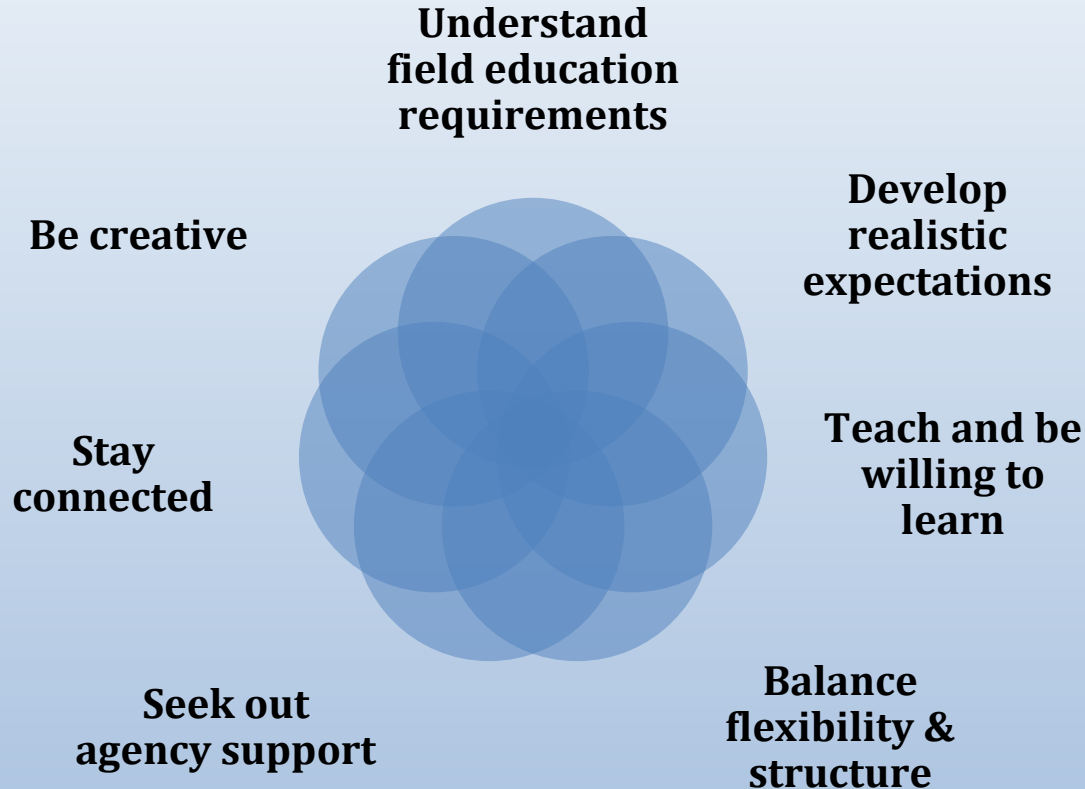 Understand
field education
requirements
Develop
realistic
expectations
Be creative
Teach and be
willing to
learn
Stay
connected
Balance
flexibility &
structure
Seek out
agency support